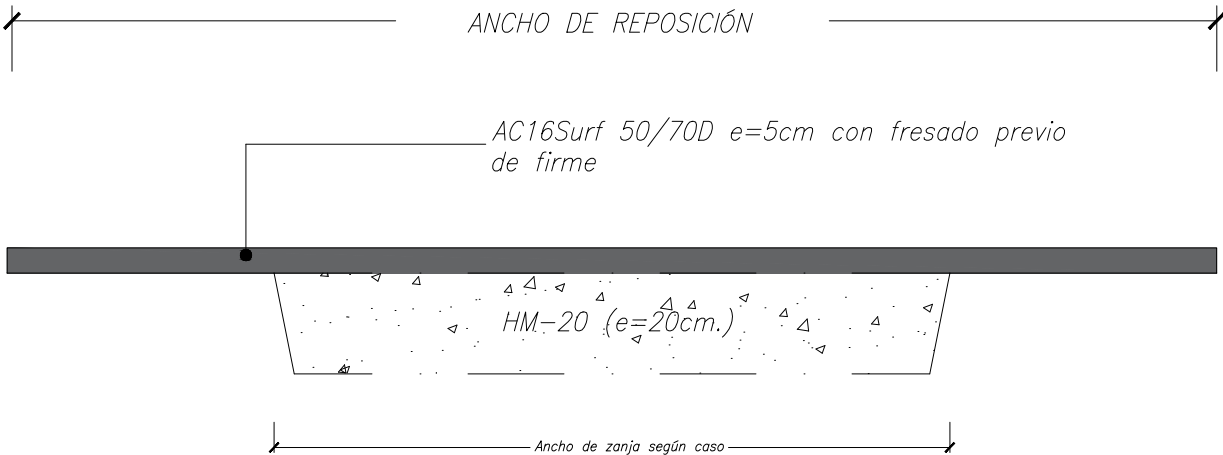 ANCHO DE REPOSICIÓN
AC16Surf 50/70D e=5cm con fresado previo
de firme
HM-20 (e=20cm.)
Ancho de zanja según caso